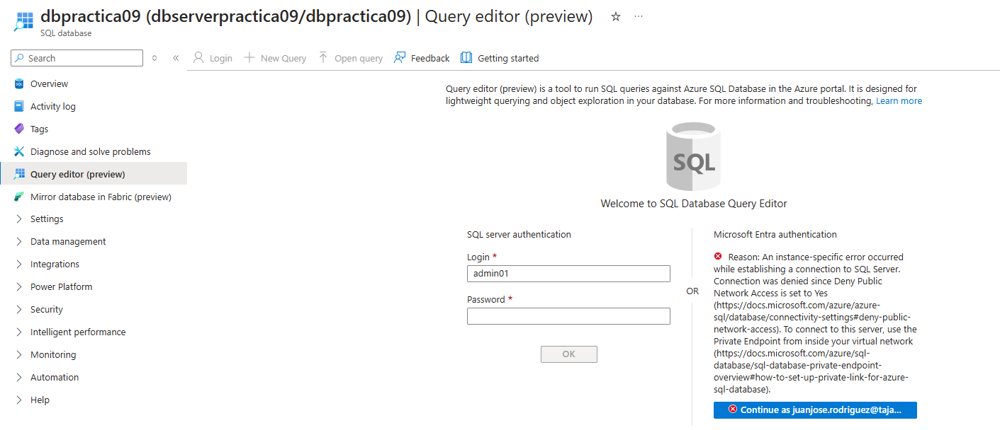 dbpractica09 (dbserverpractica09/dbpractica09) | Query editor (preview)
SQL database
Search
Login
New Query
Open query
Feedback
Getting started
Overview
Activity log
Tags
Diagnose and solve problems
Query editor (preview)
Mirror database in Fabric (preview)
Settings
Data management
Integrations
Power Platform
Security
Intelligent performance
Monitoring
Automation
Help
Query editor (preview) is a tool to run SQL queries against Azure SQL Database in the Azure portal. It is designed for
lightweight querying and object exploration in your database. For more information and troubleshooting, Learn more
SQL
Welcome to SQL Database Query Editor
SQL server authentication
Login *
admin01
Password *
OK
OR
Microsoft Entra authentication
Reason: An instance-specific error occurred
while establishing a connection to SQL Server.
Connection was denied since Deny Public
Network Access is set to Yes
(https://docs.microsoft.com/azure/azure-
sql/database/connectivity-settings#deny-public-
network-access). To connect to this server, use the
Private Endpoint from inside your virtual network
(https://docs.microsoft.com/azure/sql-
database/sql-database-private-endpoint-
overview#how-to-set-up-private-link-for-azure-
sql-database).
Continue as juanjose.rodriguez@taja...